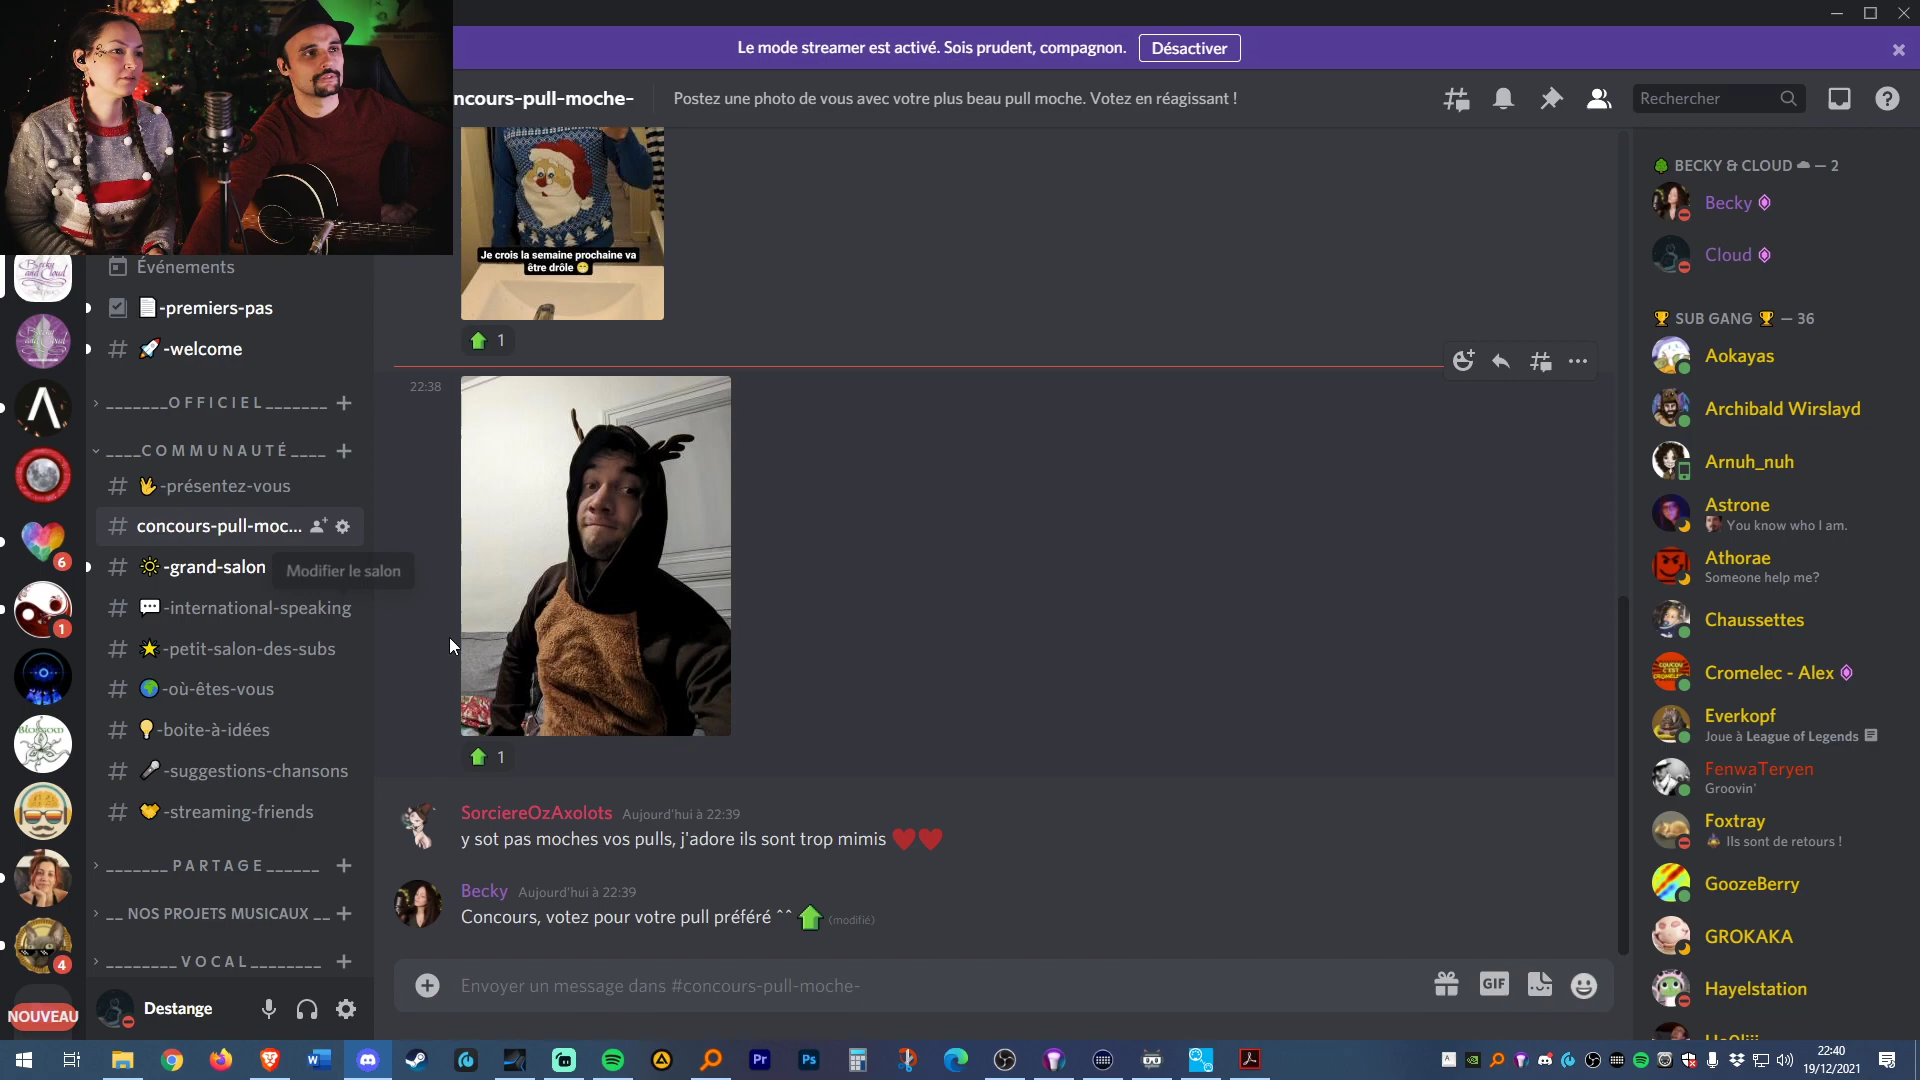 Le mode streamer est activé. Sois prudent, compagnon.
Désactiver
ncours-pull-moche-
Postez une photo de vous avec votre plus beau pull moche. Votez en réagissant !
Rechercher
Événements
-premiers-pas
-welcome
_______OFFICIEL_______
____COMMUNAUTÉ____
-présentez-vous
concours-pull-moc...
-grand-salon
Modifier le salon
-international-speaking
-petit-salon-des-subs
-où-êtes-vous
-boite-à-idées
-suggestions-chansons
-streaming-friends
_______PARTAGE______
__ NOS PROJETS MUSICAUX __
________VOCAL________
6
1
4
NOUVEAU
Destange
Je crois la semaine prochaine va
être drôle 😁
1
22:38
1
SorciereOzAxolots Aujourd'hui à 22:39
y sot pas moches vos pulls, j'adore ils sont trop mimis ❤️❤️
Becky Aujourd'hui à 22:39
Concours, votez pour votre pull préféré ^^ (modifié)
Envoyer un message dans #concours-pull-moche-
GIF
BECKY & CLOUD ☁ — 2
Becky
Cloud
🏆 SUB GANG 🏆 — 36
Aokayas
Archibald Wirslayd
Arnuh_nuh
Astrone
You know who I am.
Athorae
Someone help me?
Chaussettes
Cromelec - Alex
Everkopf
Joue à League of Legends
FenwaTeryen
Groovin'
Foxtray
Ils sont de retours !
GoozeBerry
GROKAKA
Hayelstation
Pr
Ps
22:40
19/12/2021